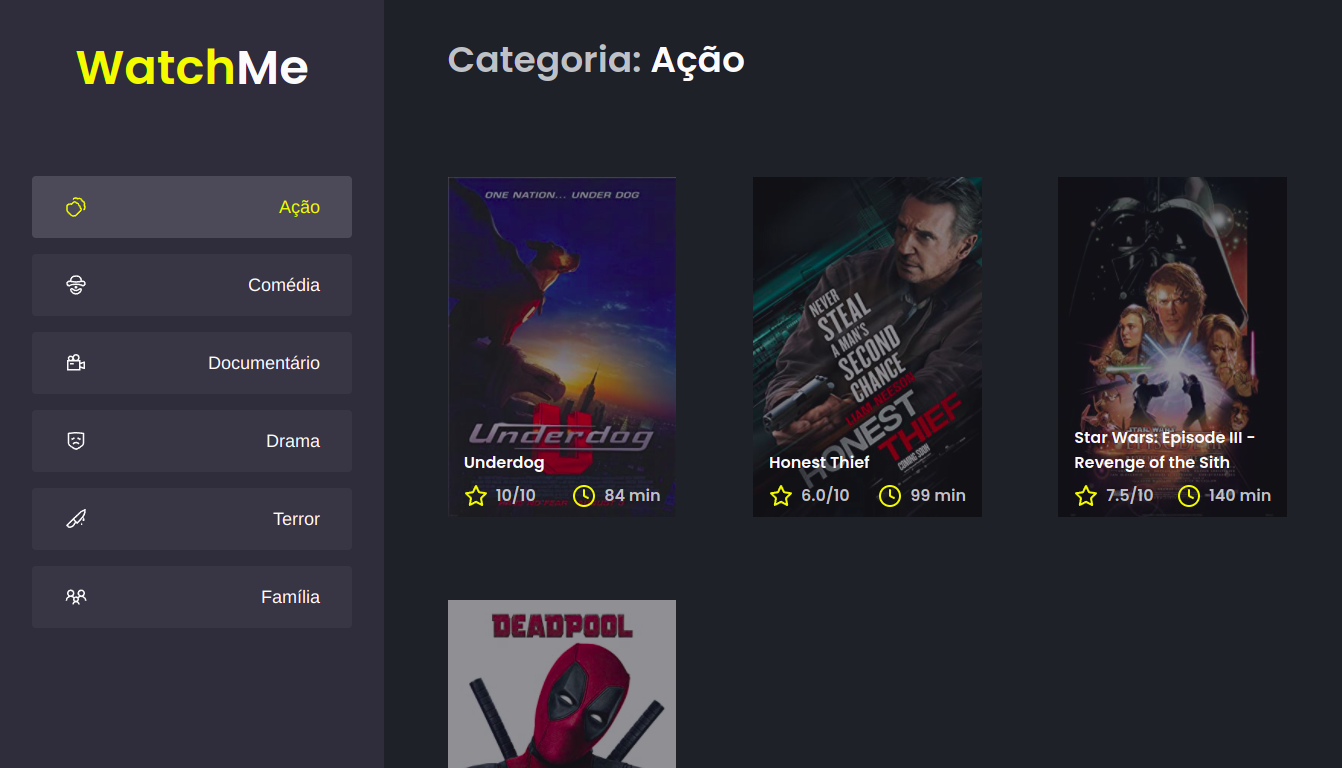 WatchMe
Ação
Comédia
Documentário
Drama
Terror
Família
Categoria: Ação
ONE NATION... UNDER DOG
U
Underdog
Underdog
10/10
84 min
NEVER
STEAL
A MAN'S
SECOND
CHANCE
LIAM NEESON
HONEST
THIEF
COMING SOON
Honest Thief
6.0/10
99 min
STAR WARS
Star Wars: Episode III -
Revenge of the Sith
7.5/10
140 min
DEADPOOL